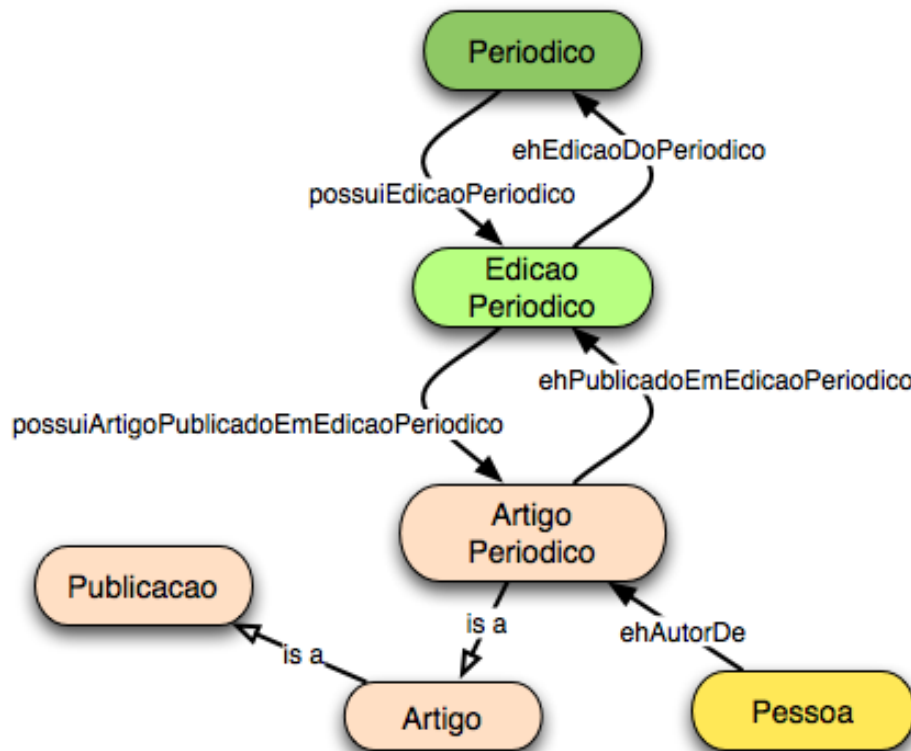 Periodico
ehEdicaoDoPeriodico
possuiEdicaoPeriodico
Edicao
Periodico
ehPublicadoEmEdicaoPeriodico
possuiArtigoPublicadoEmEdicaoPeriodico
Artigo
Periodico
Publicacao
is a
ehAutorDe
is a
Artigo
Pessoa